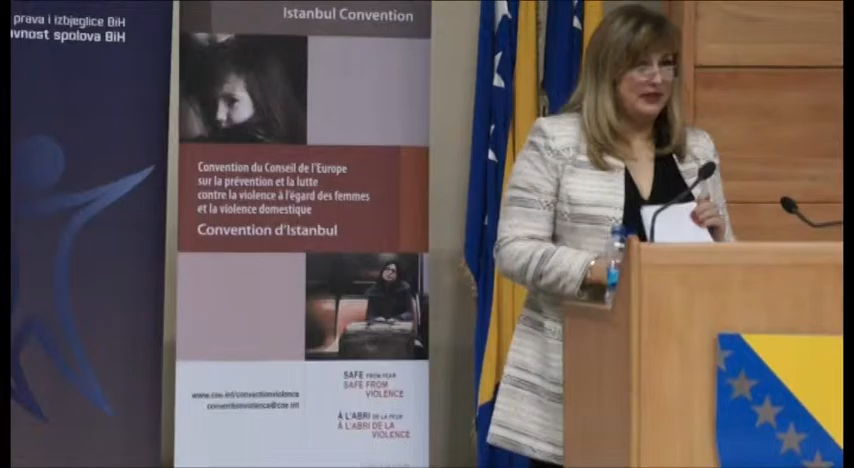 prava i izbjeglice BiH
vnost spolova BiH
Istanbul Convention
Convention du Conseil de l'Europe
sur la prévention et la lutte
contre la violence à l'égard des femmes
et la violence domestique
Convention d'Istanbul
SAFE FROM FEAR
SAFE FROM
VIOLENCE
www.coe.int/conventionviolence
conventionviolence@coe.int
À L'ABRI DE LA PEUR
À L'ABRI DE LA
VIOLENCE